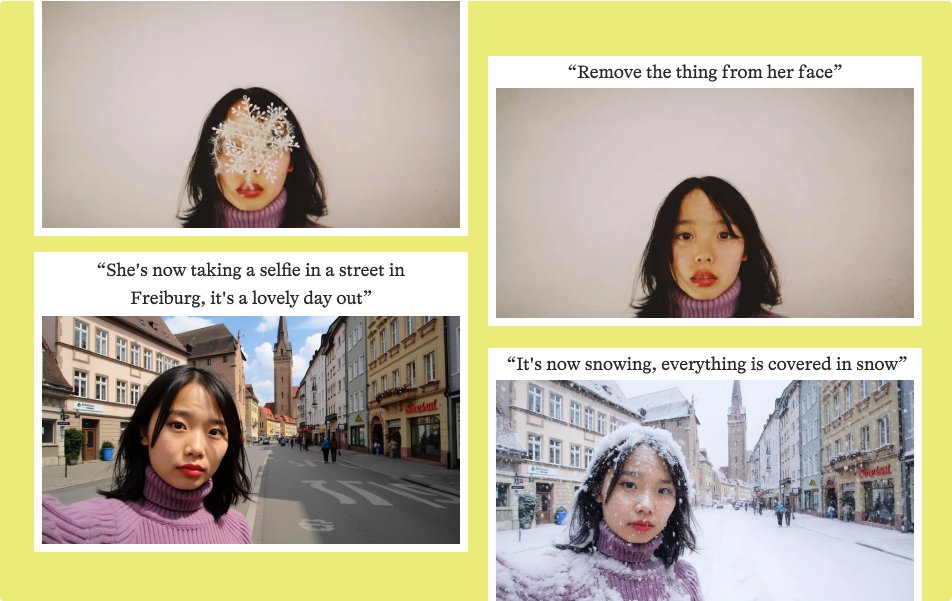 “Remove the thing from her face”
“She's now taking a selfie in a street in
Freiburg, it's a lovely day out”
“It's now snowing, everything is covered in snow”